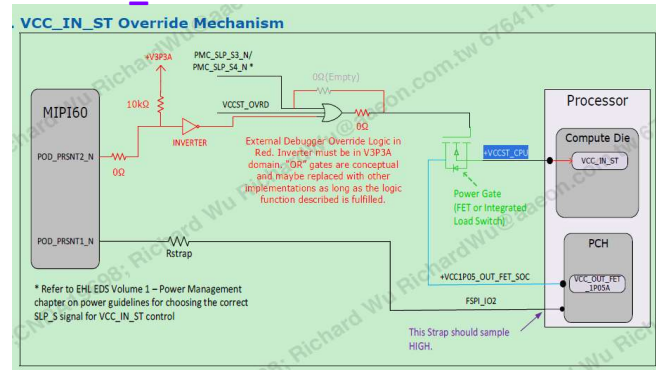 . VCC_IN_ST Override Mechanism
+V3P3A
PMC_SLP_S3_N/
PMC_SLP_S4_N *
0Ω(Empty)
MIPI60
10kΩ
VCCST_OVRD
INVERTER
0Ω
POD_PRSNT2_N
0Ω
External Debugger Override Logic in
Red. Inverter must be in V3P3A
domain. "OR" gates are conceptual
and maybe replaced with other
implementations as long as the logic
function described is fulfilled.
Processor
Compute Die
+VCCST_CPU
VCC_IN_ST
Power Gate
(FET or Integrated
Load Switch)
POD_PRSNT1_N
Rstrap
PCH
+VCC1P05_OUT_FET_SOC
VCC_OUT_FET
_1P05A
FSPI_IO2
* Refer to EHL EDS Volume 1 – Power Management
chapter on power guidelines for choosing the correct
SLP_S signal for VCC_IN_ST control
This Strap should sample
HIGH.
Richard Wu